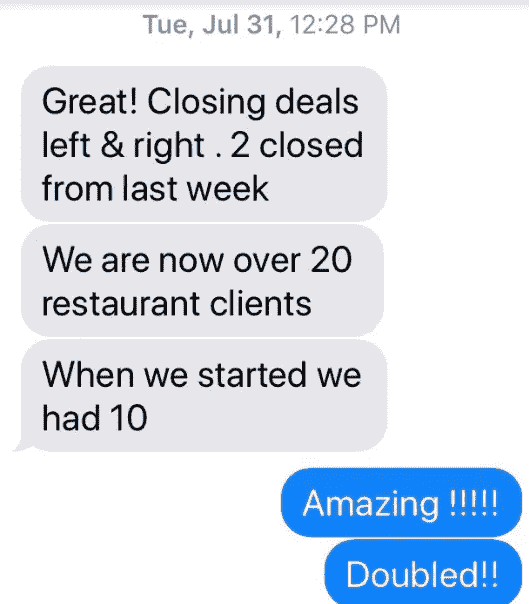 Tue, Jul 31, 12:28 PM
Great! Closing deals
left & right . 2 closed
from last week
We are now over 20
restaurant clients
When we started we
had 10
Amazing !!!!!
Doubled!!